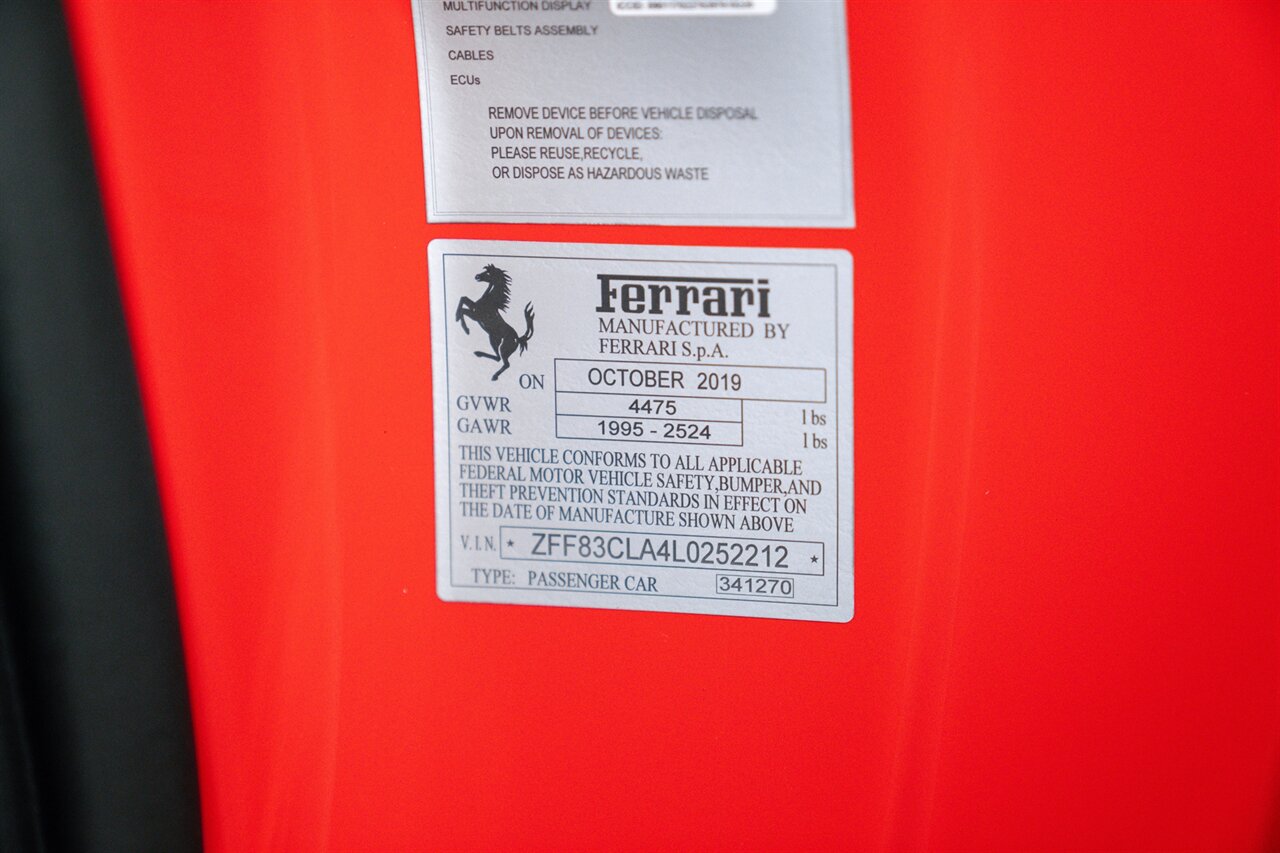 MULTIFUNCTION DISPLAY
SAFETY BELTS ASSEMBLY
CABLES
ECUs
REMOVE DEVICE BEFORE VEHICLE DISPOSAL
UPON REMOVAL OF DEVICES:
PLEASE REUSE,RECYCLE,
OR DISPOSE AS HAZARDOUS WASTE
Ferrari
MANUFACTURED BY
FERRARI S.p.A.
ON OCTOBER 2019
GVWR 4475 lbs
GAWR 1995 - 2524 lbs
THIS VEHICLE CONFORMS TO ALL APPLICABLE
FEDERAL MOTOR VEHICLE SAFETY,BUMPER,AND
THEFT PREVENTION STANDARDS IN EFFECT ON
THE DATE OF MANUFACTURE SHOWN ABOVE
V.I.N. * ZFF83CLA4L0252212 *
TYPE: PASSENGER CAR 341270